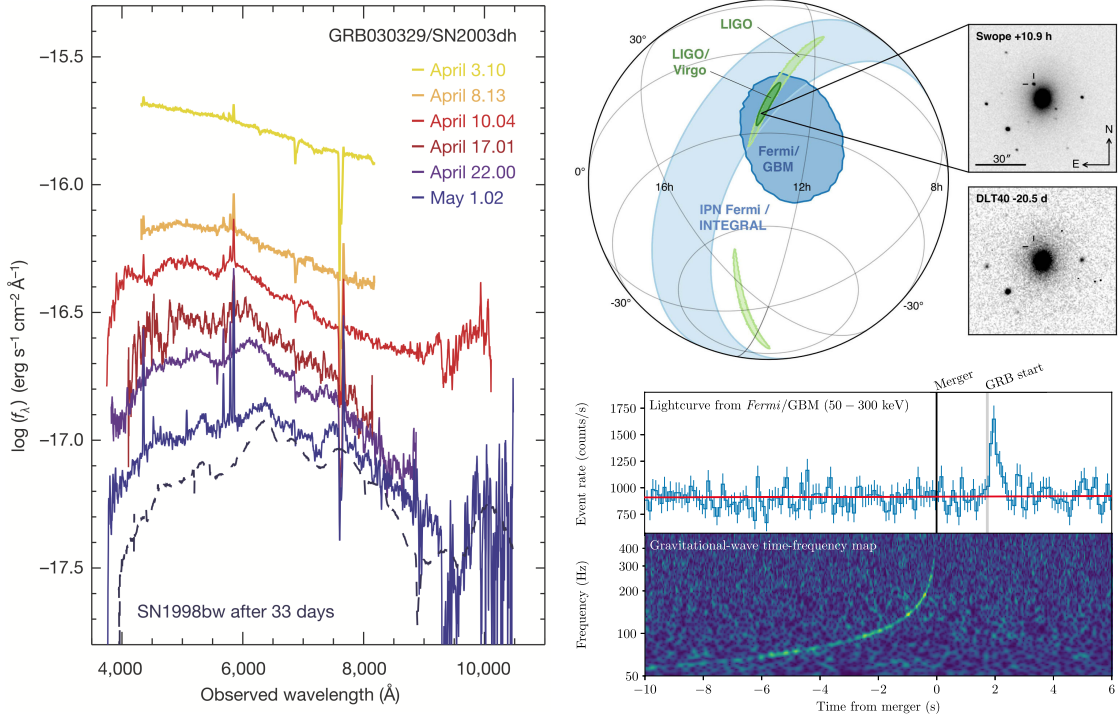 GRB030329/SN2003dh
April 3.10
April 8.13
April 10.04
April 17.01
April 22.00
May 1.02
log (fλ) (erg s⁻¹ cm⁻² Å⁻¹)
−15.5
−16.0
−16.5
−17.0
−17.5
SN1998bw after 33 days
4,000 6,000 8,000 10,000
Observed wavelength (Å)
LIGO
LIGO/
Virgo
Fermi/
GBM
IPN Fermi /
INTEGRAL
30°
0°
-30°
-30°
16h
12h
8h
Swope +10.9 h
N
E
30"
DLT40 -20.5 d
Merger
GRB start
Lightcurve from Fermi/GBM (50 − 300 keV)
Event rate (counts/s)
1750
1500
1250
1000
750
Gravitational-wave time-frequency map
Frequency (Hz)
400
300
200
100
50
−10 −8 −6 −4 −2 0 2 4 6
Time from merger (s)